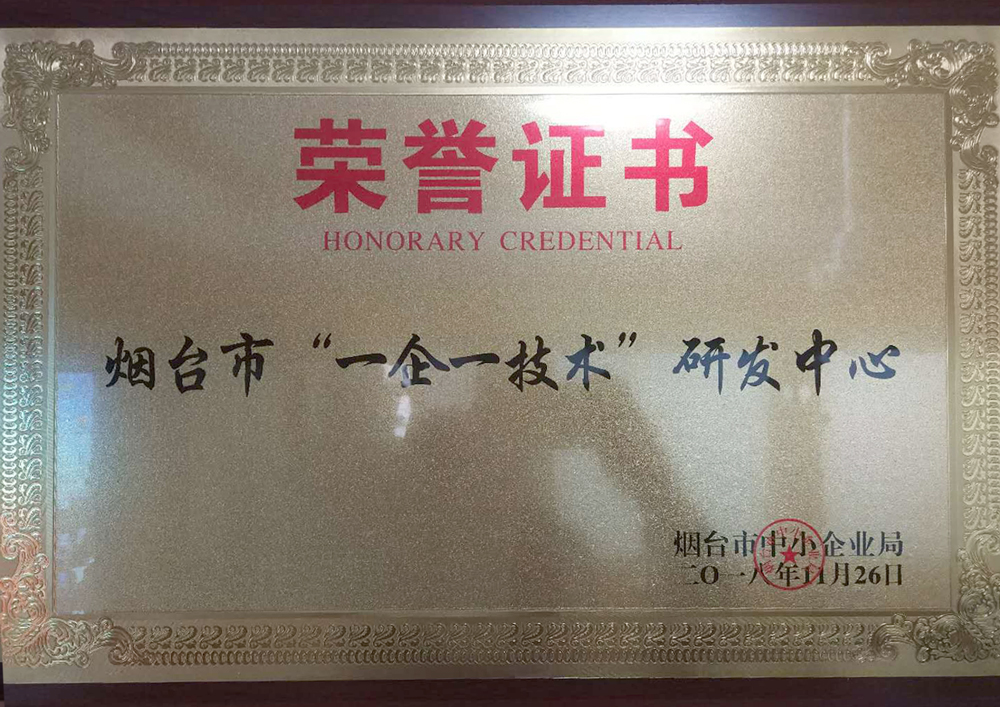 荣誉证书
HONORARY CREDENTIAL
烟台市“一企一技术”研发中心
烟台市中小企业局
二O一八年11月26日